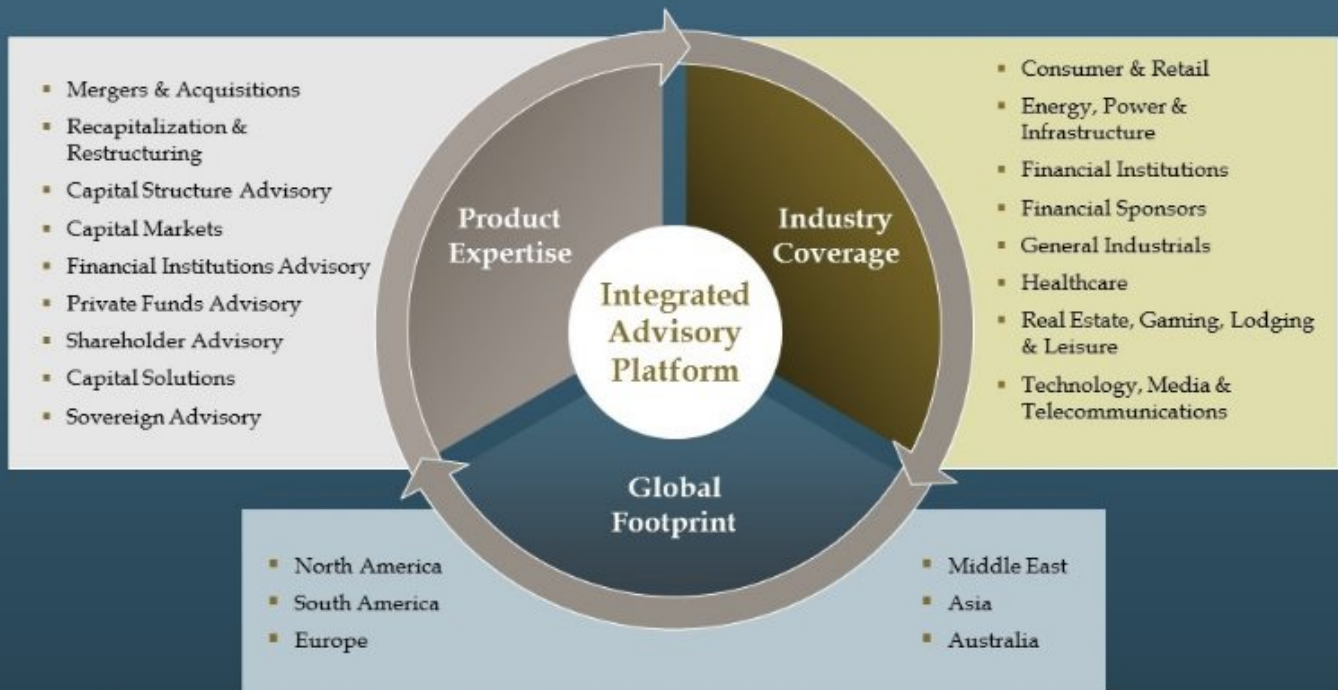 Mergers & Acquisitions
Recapitalization &
Restructuring
Capital Structure Advisory
Capital Markets
Financial Institutions Advisory
Private Funds Advisory
Shareholder Advisory
Capital Solutions
Sovereign Advisory
Product
Expertise
Industry
Coverage
Integrated
Advisory
Platform
Global
Footprint
Consumer & Retail
Energy, Power &
Infrastructure
Financial Institutions
Financial Sponsors
General Industrials
Healthcare
Real Estate, Gaming, Lodging
& Leisure
Technology, Media &
Telecommunications
North America
South America
Europe
Middle East
Asia
Australia